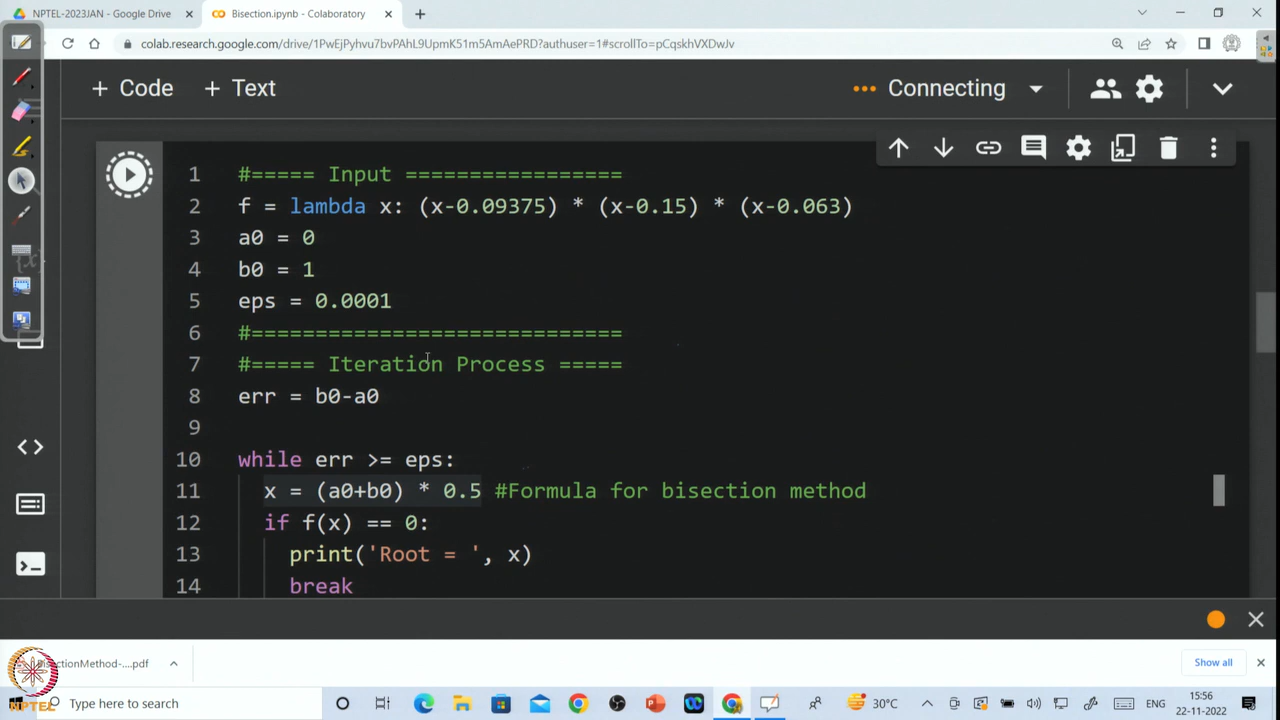 NPTEL-2023JAN - Google Drive
Bisection.ipynb - Colaboratory
colab.research.google.com/drive/1PwEjPyhvu7bvPAhL9UpmK51m5AmAePRD?authuser=1#scrollTo=pCqskhVXDwJv
+ Code + Text
Connecting
1 #===== Input =================
2 f = lambda x: (x-0.09375) * (x-0.15) * (x-0.063)
3 a0 = 0
4 b0 = 1
5 eps = 0.0001
6 #=============================
7 #===== Iteration Process =====
8 err = b0-a0
9
10 while err >= eps:
11 x = (a0+b0) * 0.5 #Formula for bisection method
12 if f(x) == 0:
13 print('Root = ', x)
14 break
BisectionMethod-....pdf
Show all
NPTEL
Type here to search
30°C
ENG
15:56
22-11-2022